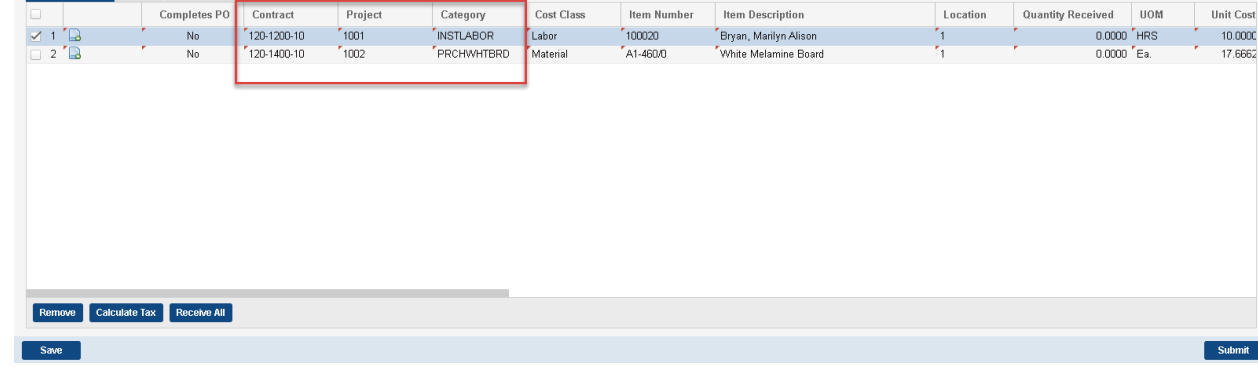 Completes PO Contract Project Category Cost Class Item Number Item Description Location Quantity Received UOM Unit Cost
1 No 120-1200-10 1001 INSTLABOR Labor 100020 Bryan, Marilyn Alison 1 0.0000 HRS 10.0000
2 No 120-1400-10 1002 PRCHWHTBRD Material A1-460/0 White Melamine Board 1 0.0000 Ea. 17.6662
Remove Calculate Tax Receive All
Save Submit